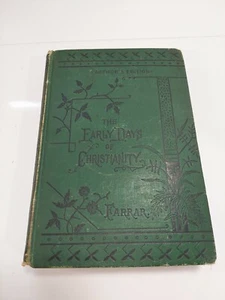 THE
EARLY DAYS
OF
CHRISTIANITY
FARRAR